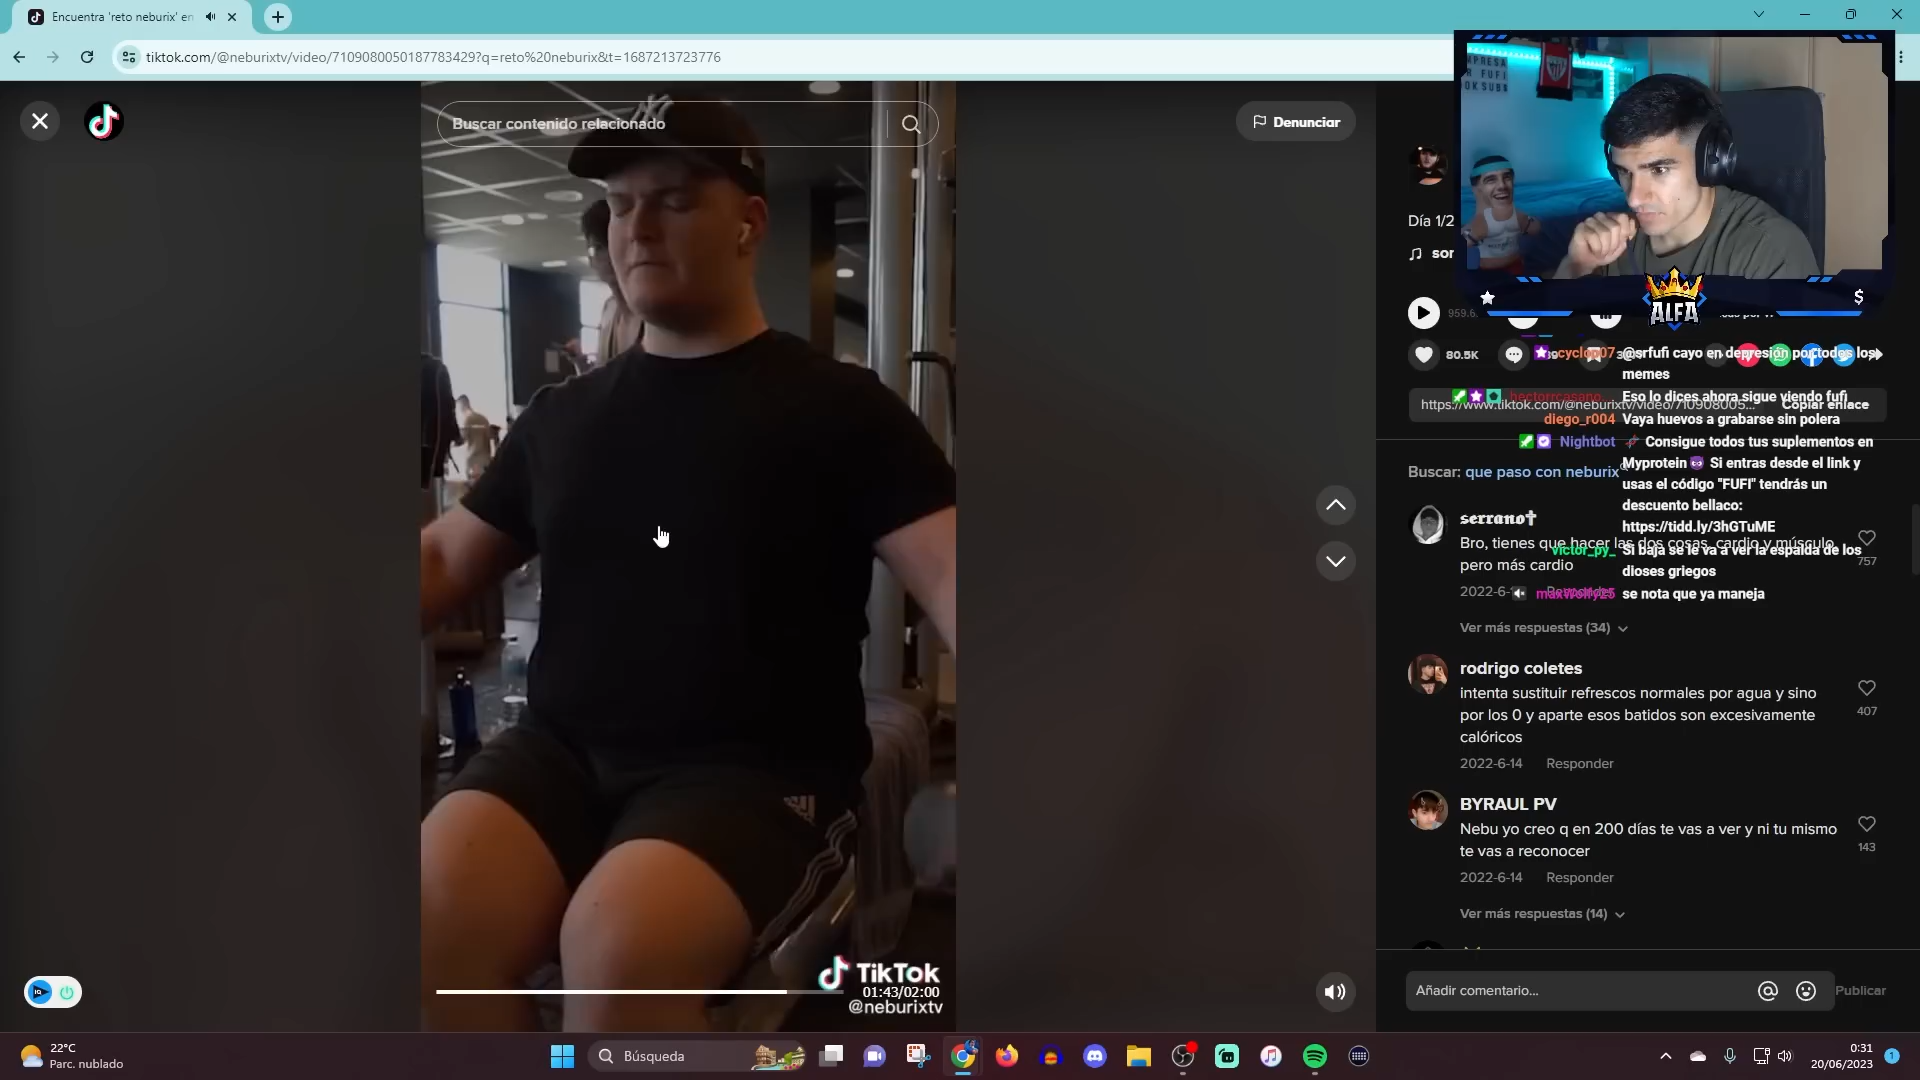 Encuentra 'reto neburix' en
tiktok.com/@neburixtv/video/7109080050187783429?q=reto%20neburix&t=1687213723776
Buscar contenido relacionado
Denunciar
Día 1/2
80.5K
https://www.tiktok.com/@neburixtv/video/710908005...
Copiar enlace
ALFA
$
cyclop07 @srfufi cayo en depresión por todos los
memes
hectorrcasano Eso lo dices ahora sigue viendo fufi
diego_r004 Vaya huevos a grabarse sin polera
Nightbot Consigue todos tus suplementos en
Myprotein Si entras desde el link y
usas el código "FUFI" tendrás un
descuento bellaco:
https://tidd.ly/3hGTuME
victor_py_ Si baja se le va a ver la espalda de los
dioses griegos
maxwolfy25 se nota que ya maneja
Buscar: que paso con neburix
serrano
Bro, tienes que hacer las dos cosas, cardio y músculo
pero más cardio
757
2022-6-
Responder
Ver más respuestas (34)
rodrigo coletes
intenta sustituir refrescos normales por agua y sino
por los 0 y aparte esos batidos son excesivamente
calóricos
407
2022-6-14 Responder
BYRAUL PV
Nebu yo creo q en 200 días te vas a ver y ni tu mismo
te vas a reconocer
143
2022-6-14 Responder
Ver más respuestas (14)
Añadir comentario...
Publicar
TikTok
01:43/02:00
@neburixtv
22°C
Parc. nublado
Búsqueda
0:31
20/06/2023
1